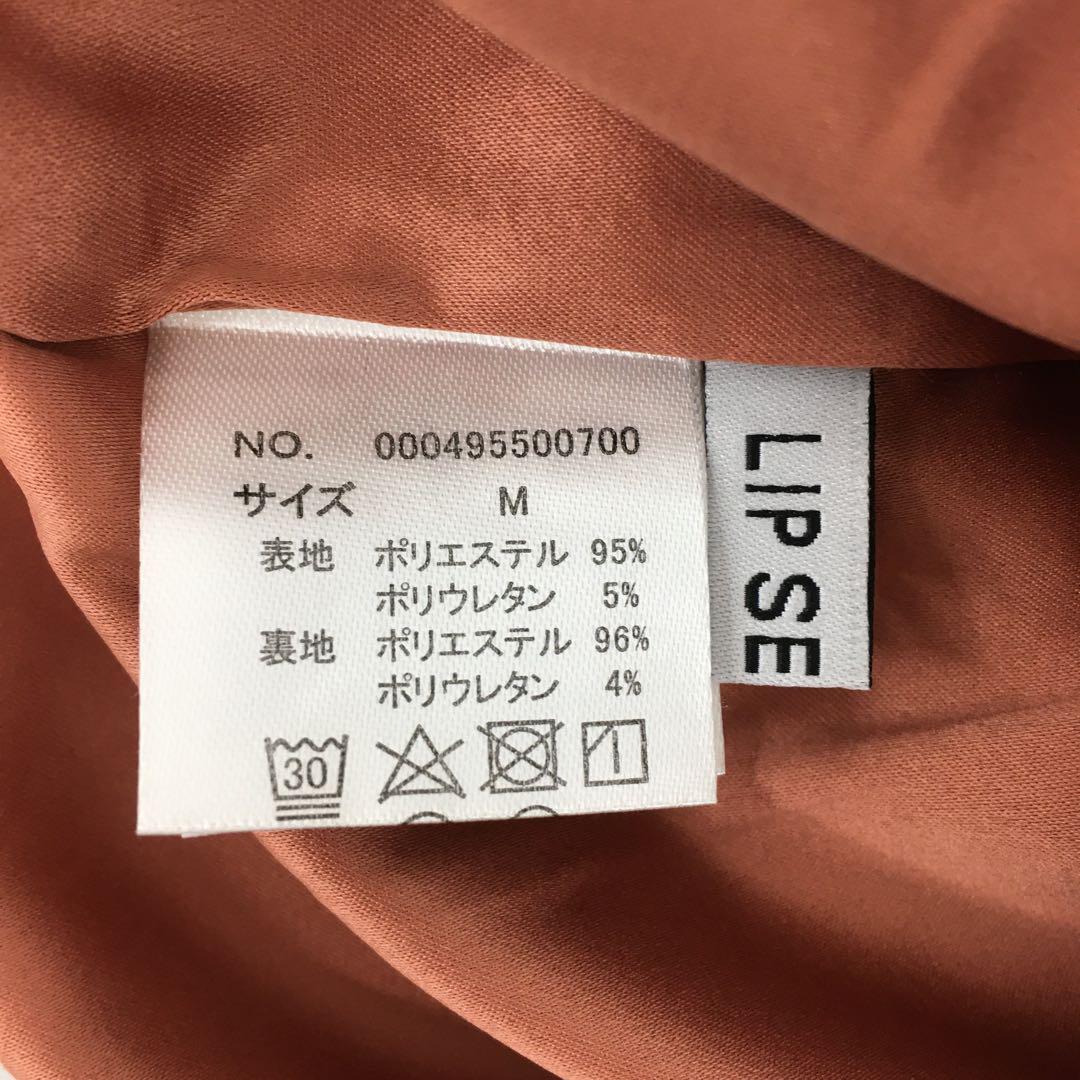 NO. 000495500700
サイズ M
表地 ポリエステル 95%
ポリウレタン 5%
裏地 ポリエステル 96%
ポリウレタン 4%
30
LIP SE